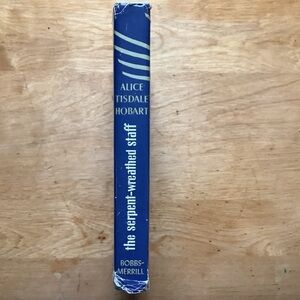 ALICE
TISDALE
HOBART
the serpent-wreathed staff
BOBBS-
MERRILL